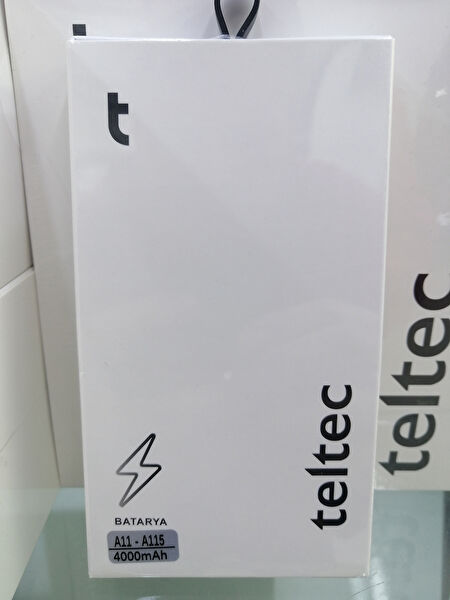 t
teltec
BATARYA
A11 - A115
4000mAh
teltec